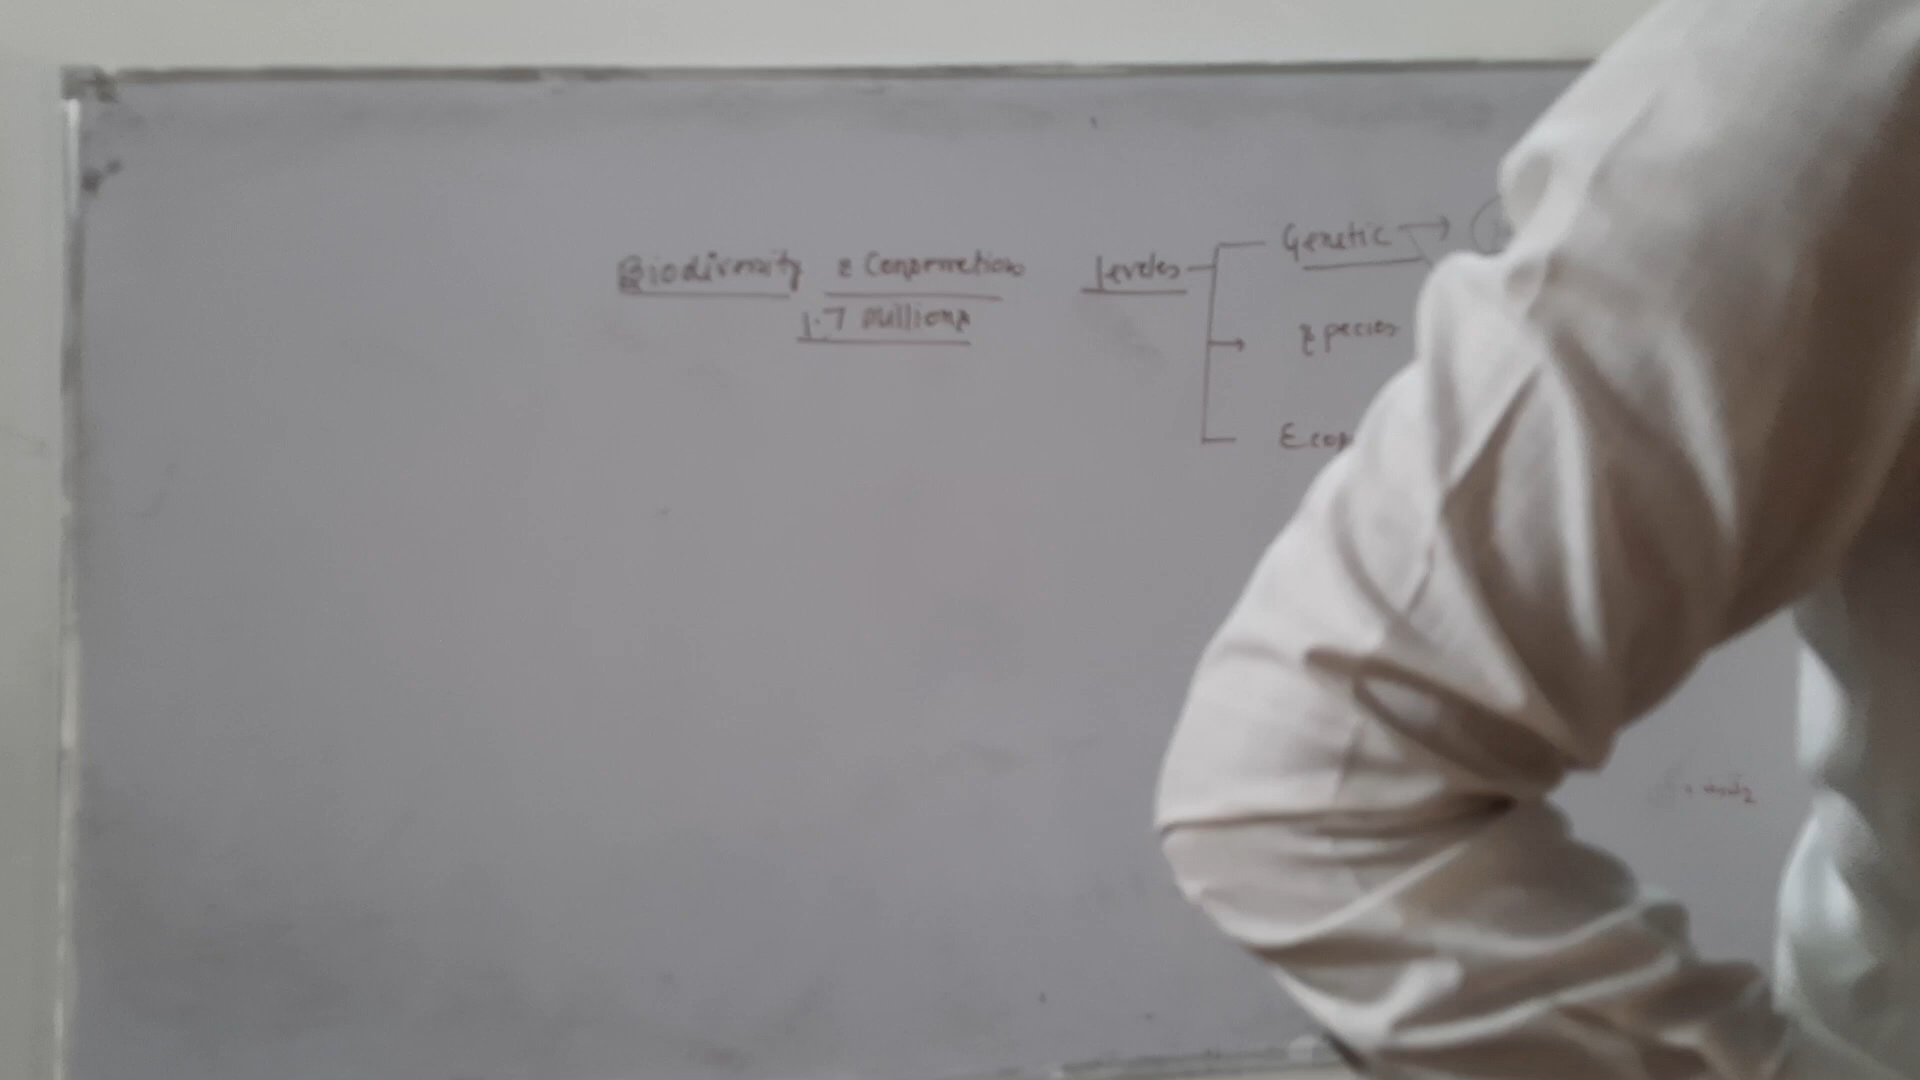 Biodiversity & Conservation
1.7 millions
levels
Genetic
species